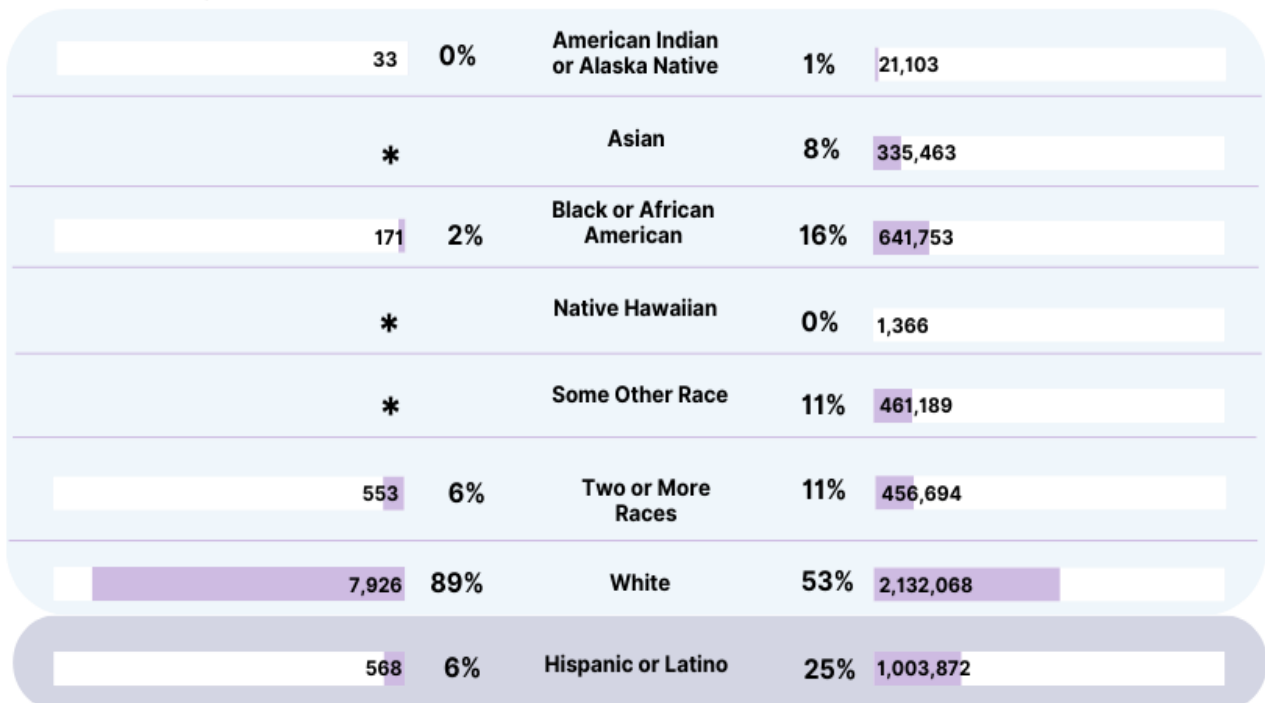 33 0% American Indian or Alaska Native 1% 21,103
* Asian 8% 335,463
171 2% Black or African American 16% 641,753
* Native Hawaiian 0% 1,366
* Some Other Race 11% 461,189
553 6% Two or More Races 11% 456,694
7,926 89% White 53% 2,132,068
568 6% Hispanic or Latino 25% 1,003,872